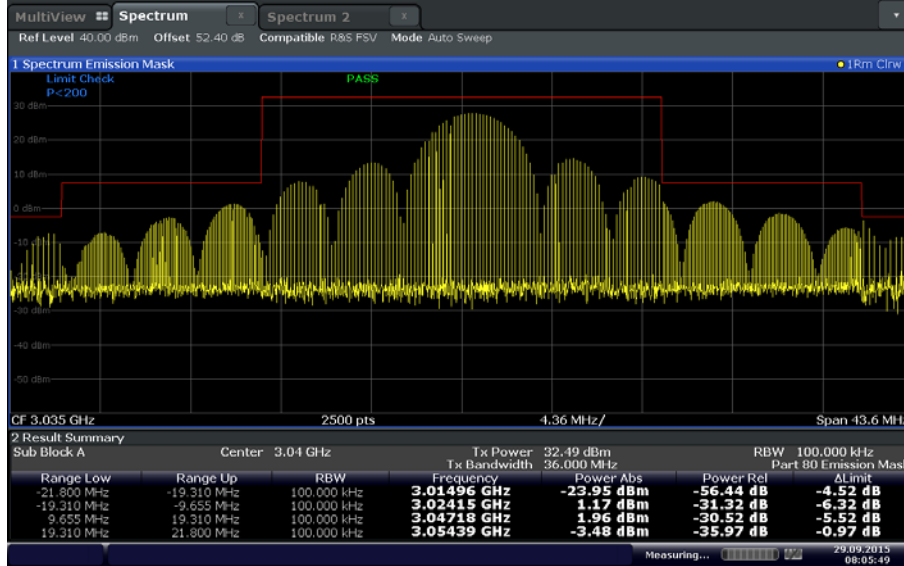 MultiView Spectrum x Spectrum 2 x
Ref Level 40.00 dBm Offset 52.40 dB Compatible R&S FSV Mode Auto Sweep
1 Spectrum Emission Mask 1Rm Clrw
Limit Check PASS
P<200
30 dBm
20 dBm
10 dBm
0 dBm
-10 dBm
-30 dBm
-40 dBm
-50 dBm
CF 3.035 GHz 2500 pts 4.36 MHz/ Span 43.6 MHz
2 Result Summary
Sub Block A Center 3.04 GHz Tx Power 32.49 dBm RBW 100.000 kHz
Tx Bandwidth 36.000 MHz Part 80 Emission Mask
Range Low Range Up RBW Frequency Power Abs Power Rel ΔLimit
-21.800 MHz -19.310 MHz 100.000 kHz 3.01496 GHz -23.95 dBm -56.44 dB -4.52 dB
-19.310 MHz -9.655 MHz 100.000 kHz 3.02415 GHz 1.17 dBm -31.32 dB -6.32 dB
9.655 MHz 19.310 MHz 100.000 kHz 3.04718 GHz 1.96 dBm -30.52 dB -5.52 dB
19.310 MHz 21.800 MHz 100.000 kHz 3.05439 GHz -3.48 dBm -35.97 dB -0.97 dB
Measuring... 29.09.2015
08:05:49